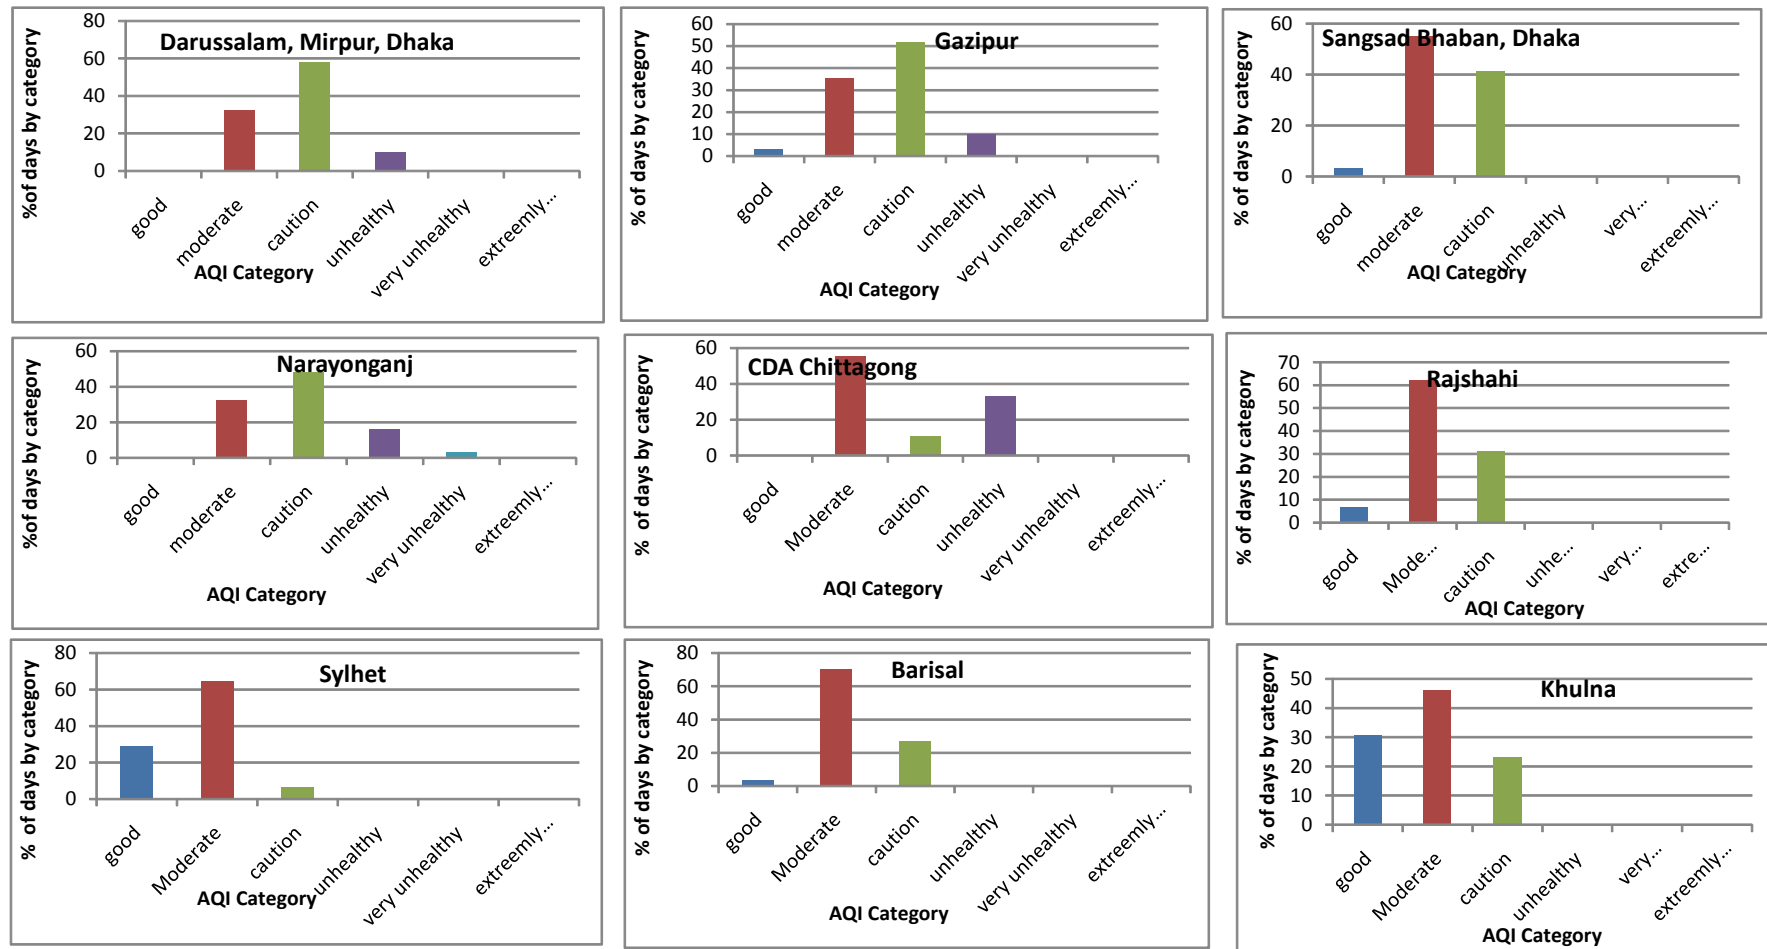 Darussalam, Mirpur, Dhaka
%of days by category
80
60
40
20
0
good
moderate
caution
unhealthy
very unhealthy
extreemly...
AQI Category
Gazipur
% of days by category
60
50
40
30
20
10
0
good
moderate
caution
unhealthy
very unhealthy
extreemly...
AQI Category
Sangsad Bhaban, Dhaka
% of days by category
60
40
20
0
good
moderate
caution
unhealthy
very...
extreemly...
AQI Category
Narayonganj
%of days by category
60
40
20
0
good
moderate
caution
unhealthy
very unhealthy
extreemly...
AQI Category
CDA Chittagong
% of days by category
60
40
20
0
good
Moderate
caution
unhealthy
very unhealthy
extreemly...
AQI Category
Rajshahi
% of days by category
70
60
50
40
30
20
10
0
good
Mode...
caution
unhe...
very...
extre...
AQI Category
Sylhet
% of days by category
80
60
40
20
0
good
Moderate
caution
unhealthy
very unhealthy
extreemly...
AQI Category
Barisal
% of days by category
80
60
40
20
0
good
Moderate
caution
unhealthy
very unhealthy
extreemly...
AQI Category
Khulna
% of days by category
50
40
30
20
10
0
good
Moderate
caution
unhealthy
very...
extreemly...
AQI Category